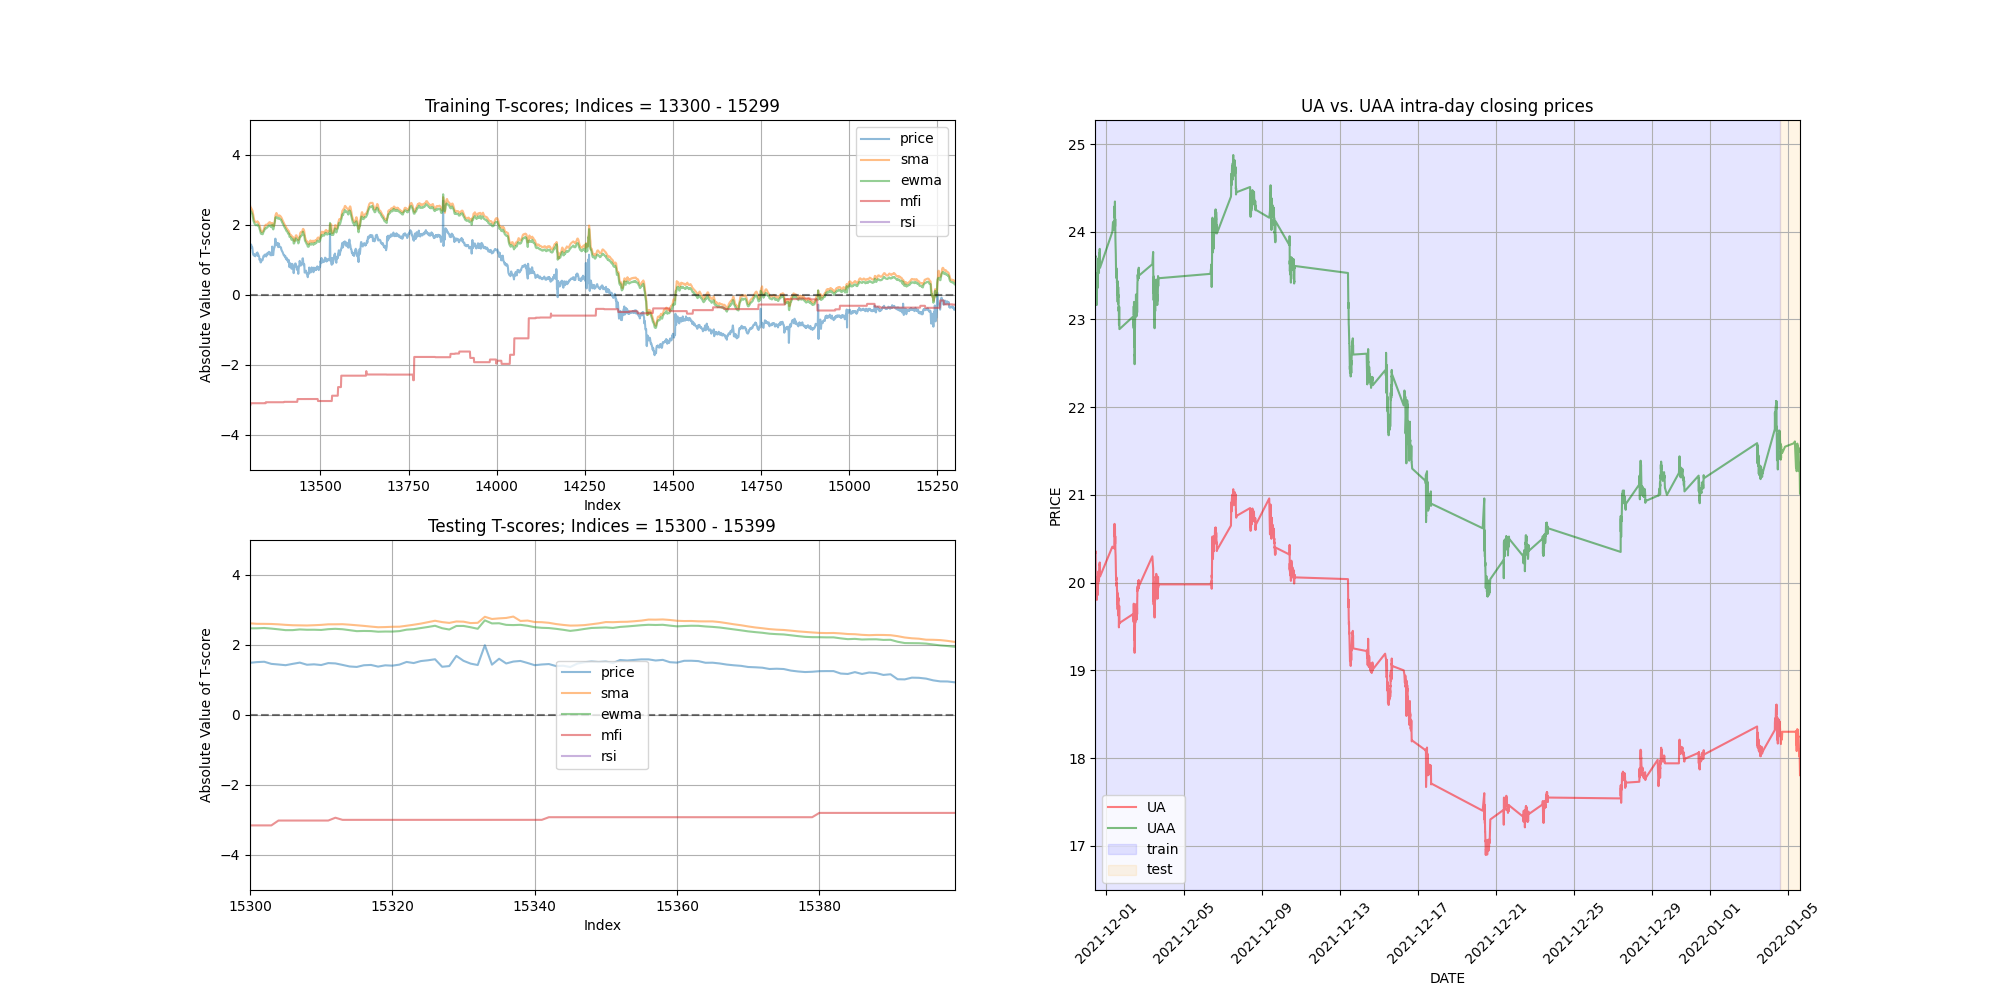 Training T-scores; Indices = 13300 - 15299
Absolute Value of T-score
4
2
0
−2
−4
13500
13750
14000
14250
14500
14750
15000
15250
Index
price
sma
ewma
mfi
rsi
Testing T-scores; Indices = 15300 - 15399
Absolute Value of T-score
4
2
0
−2
−4
15300
15320
15340
15360
15380
Index
price
sma
ewma
mfi
rsi
UA vs. UAA intra-day closing prices
PRICE
25
24
23
22
21
20
19
18
17
UA
UAA
train
test
2021-12-01
2021-12-05
2021-12-09
2021-12-13
2021-12-17
2021-12-21
2021-12-25
2021-12-29
2022-01-01
2022-01-05
DATE